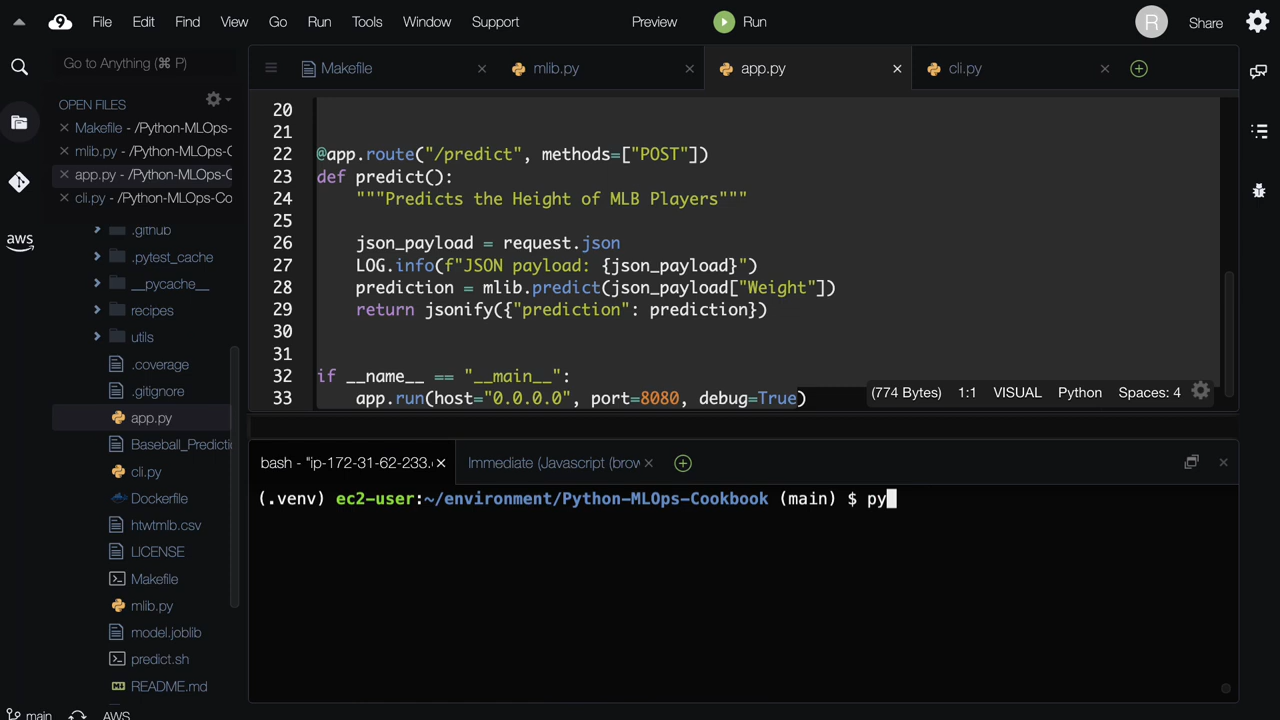 File Edit Find View Go Run Tools Window Support Preview Run R Share
Go to Anything (⌘ P)
Makefile mlib.py app.py cli.py
OPEN FILES
Makefile - /Python-MLOps-
mlib.py - /Python-MLOps-C
app.py - /Python-MLOps-C
cli.py - /Python-MLOps-Co
aws
.github
.pytest_cache
__pycache__
recipes
utils
.coverage
.gitignore
app.py
Baseball_Predicti
cli.py
Dockerfile
htwtmlb.csv
LICENSE
Makefile
mlib.py
model.joblib
predict.sh
README.md
main AWS
20
21
22 @app.route("/predict", methods=["POST"])
23 def predict():
24 """Predicts the Height of MLB Players"""
25
26 json_payload = request.json
27 LOG.info(f"JSON payload: {json_payload}")
28 prediction = mlib.predict(json_payload["Weight"])
29 return jsonify({"prediction": prediction})
30
31
32 if __name__ == "__main__":
33 app.run(host="0.0.0.0", port=8080, debug=True)
(774 Bytes) 1:1 VISUAL Python Spaces: 4
bash - "ip-172-31-62-233. Immediate (Javascript (brow
(.venv) ec2-user:~/environment/Python-MLOps-Cookbook (main) $ py